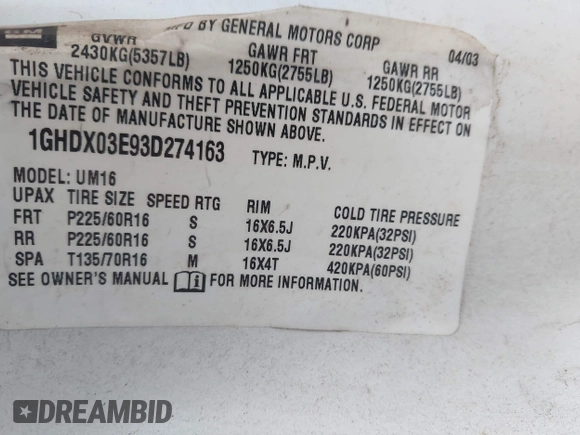 GM
BY GENERAL MOTORS CORP
04/03
GVWR GAWR FRT GAWR RR
2430KG(5357LB) 1250KG(2755LB) 1250KG(2755LB)
THIS VEHICLE CONFORMS TO ALL APPLICABLE U.S. FEDERAL MOTOR
VEHICLE SAFETY AND THEFT PREVENTION STANDARDS IN EFFECT ON
THE DATE OF MANUFACTURE SHOWN ABOVE.
1GHDX03E93D274163 TYPE: M.P.V.
MODEL: UM16
UPAX TIRE SIZE SPEED RTG RIM COLD TIRE PRESSURE
FRT P225/60R16 S 16X6.5J 220KPA(32PSI)
RR P225/60R16 S 16X6.5J 220KPA(32PSI)
SPA T135/70R16 M 16X4T 420KPA(60PSI)
SEE OWNER'S MANUAL FOR MORE INFORMATION.
DREAMBID